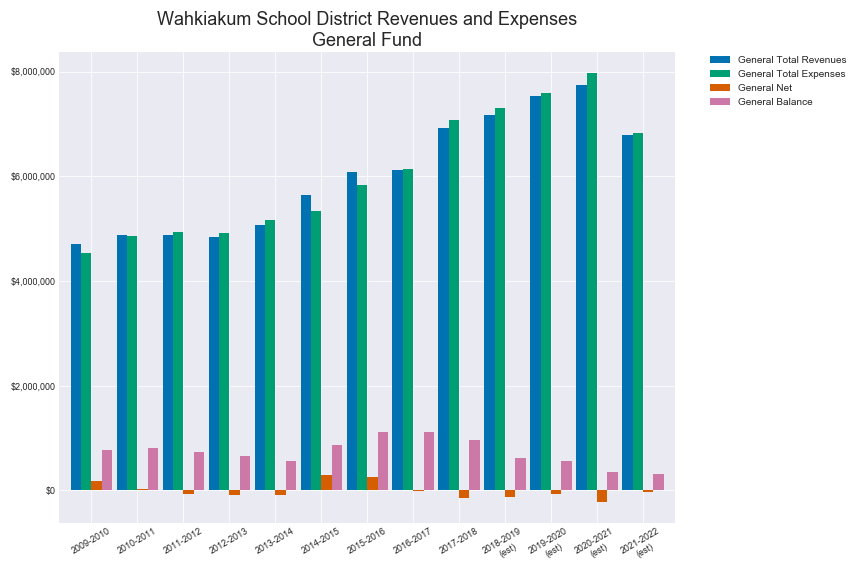 Wahkiakum School District Revenues and Expenses
General Fund
General Total Revenues
General Total Expenses
General Net
General Balance
$8,000,000
$6,000,000
$4,000,000
$2,000,000
$0
2009-2010
2010-2011
2011-2012
2012-2013
2013-2014
2014-2015
2015-2016
2016-2017
2017-2018
2018-2019
(est)
2019-2020
(est)
2020-2021
(est)
2021-2022
(est)